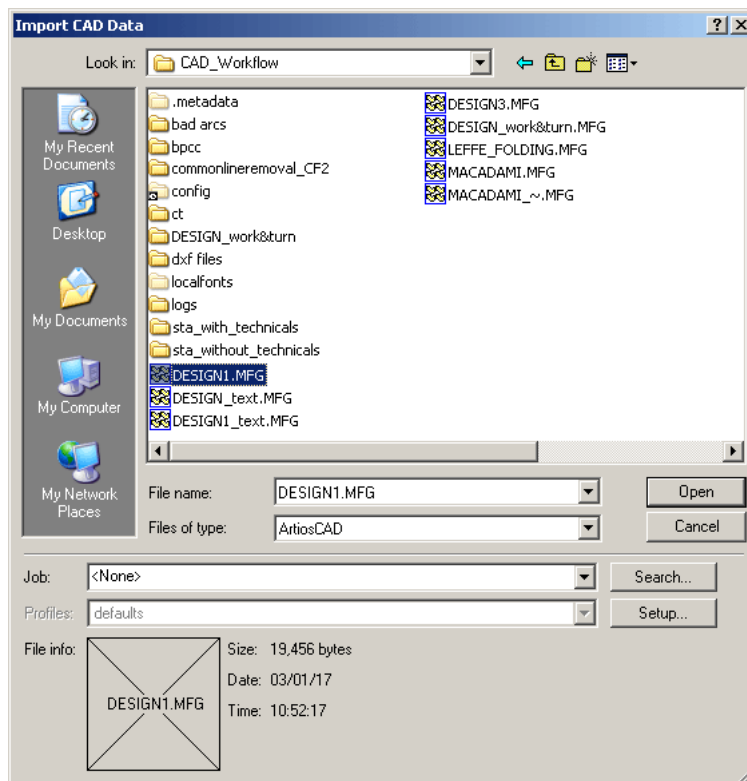 Import CAD Data
Look in: CAD_Workflow
My Recent
Documents
Desktop
My Documents
My Computer
My Network
Places
.metadata
bad arcs
bpcc
commonlineremoval_CF2
config
ct
DESIGN_work&turn
dxf files
localfonts
logs
sta_with_technicals
sta_without_technicals
DESIGN1.MFG
DESIGN_text.MFG
DESIGN1_text.MFG
DESIGN3.MFG
DESIGN_work&turn.MFG
LEFFE_FOLDING.MFG
MACADAMI.MFG
MACADAMI_~.MFG
File name: DESIGN1.MFG Open
Files of type: ArtiosCAD Cancel
Job: <None> Search...
Profiles: defaults Setup...
File info: DESIGN1.MFG
Size: 19,456 bytes
Date: 03/01/17
Time: 10:52:17